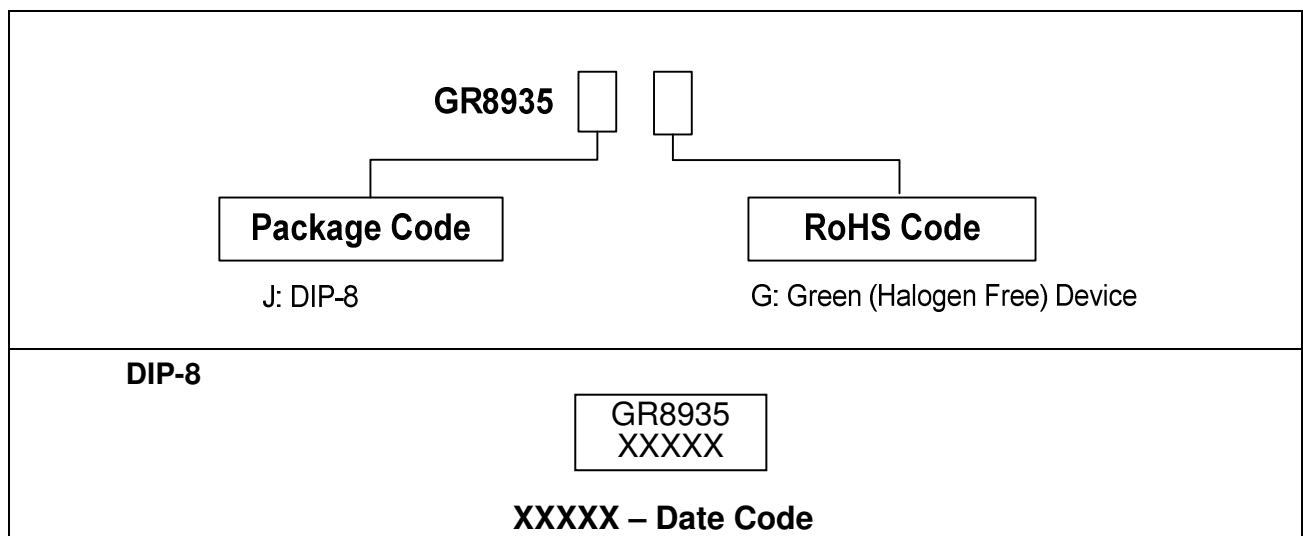 GR8935
Package Code
RoHS Code
J: DIP-8
G: Green (Halogen Free) Device
DIP-8
GR8935
XXXXX
XXXXX – Date Code